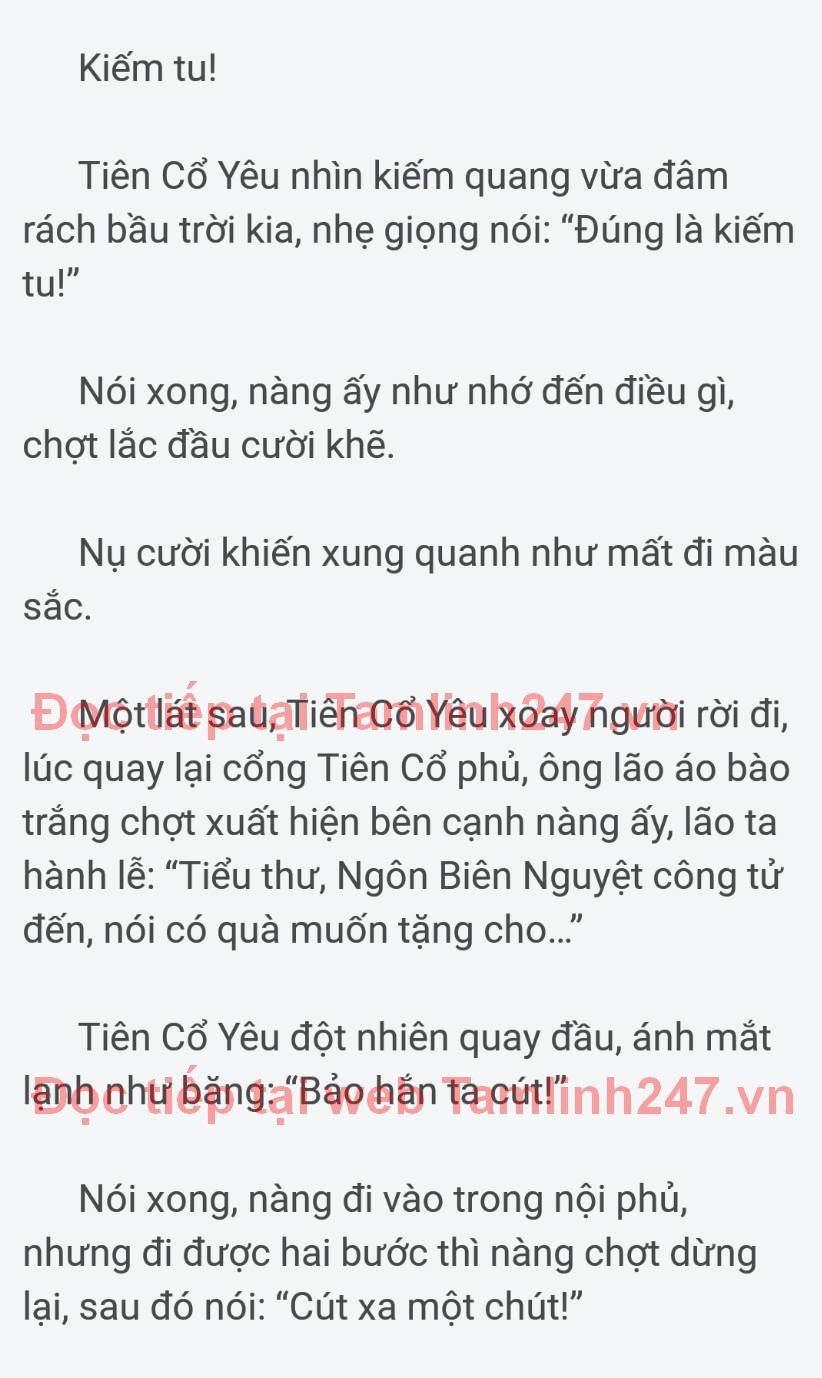 Kiếm tu!
Tiên Cổ Yêu nhìn kiếm quang vừa đâm
rách bầu trời kia, nhẹ giọng nói: “Đúng là kiếm
tu!”
Nói xong, nàng ấy như nhớ đến điều gì,
chợt lắc đầu cười khẽ.
Nụ cười khiến xung quanh như mất đi màu
sắc.
Đọc tiếp tại Tamlinh247.vn
Một lát sau, Tiên Cổ Yêu xoay người rời đi,
lúc quay lại cổng Tiên Cổ phủ, ông lão áo bào
trắng chợt xuất hiện bên cạnh nàng ấy, lão ta
hành lễ: “Tiểu thư, Ngôn Biên Nguyệt công tử
đến, nói có quà muốn tặng cho...”
Tiên Cổ Yêu đột nhiên quay đầu, ánh mắt
lạnh như băng: “Bảo hắn ta cút!”
Đọc tiếp tại web Tamlinh247.vn
Nói xong, nàng đi vào trong nội phủ,
nhưng đi được hai bước thì nàng chợt dừng
lại, sau đó nói: “Cút xa một chút!”